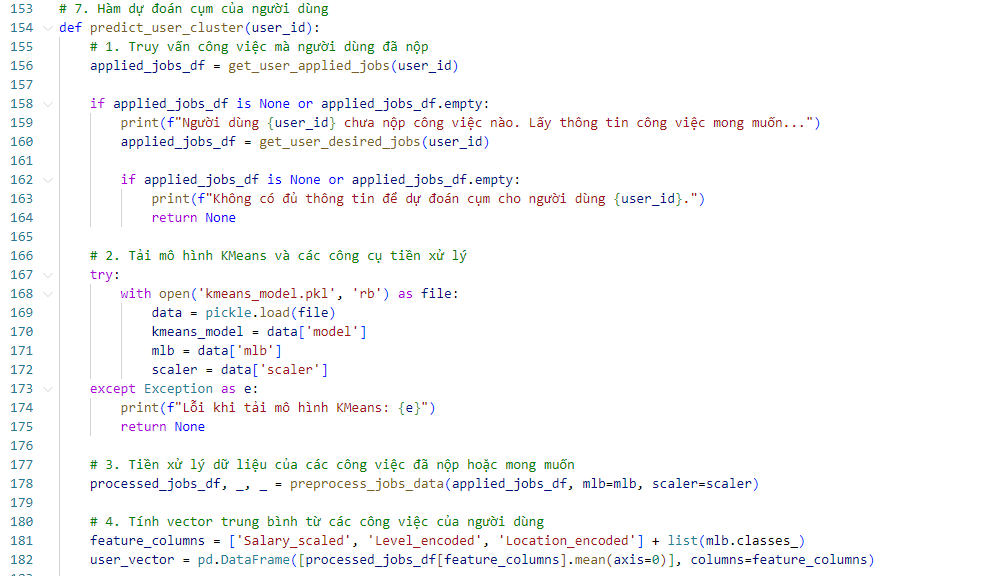 153 # 7. Hàm dự đoán cụm của người dùng
154 def predict_user_cluster(user_id):
155     # 1. Truy vấn công việc mà người dùng đã nộp
156     applied_jobs_df = get_user_applied_jobs(user_id)
157
158     if applied_jobs_df is None or applied_jobs_df.empty:
159         print(f"Người dùng {user_id} chưa nộp công việc nào. Lấy thông tin công việc mong muốn...")
160         applied_jobs_df = get_user_desired_jobs(user_id)
161
162         if applied_jobs_df is None or applied_jobs_df.empty:
163             print(f"Không có đủ thông tin để dự đoán cụm cho người dùng {user_id}.")
164             return None
165
166     # 2. Tải mô hình KMeans và các công cụ tiền xử lý
167     try:
168         with open('kmeans_model.pkl', 'rb') as file:
169             data = pickle.load(file)
170             kmeans_model = data['model']
171             mlb = data['mlb']
172             scaler = data['scaler']
173     except Exception as e:
174         print(f"Lỗi khi tải mô hình KMeans: {e}")
175         return None
176
177     # 3. Tiền xử lý dữ liệu của các công việc đã nộp hoặc mong muốn
178     processed_jobs_df, _, _ = preprocess_jobs_data(applied_jobs_df, mlb=mlb, scaler=scaler)
179
180     # 4. Tính vector trung bình từ các công việc của người dùng
181     feature_columns = ['Salary_scaled', 'Level_encoded', 'Location_encoded'] + list(mlb.classes_)
182     user_vector = pd.DataFrame([processed_jobs_df[feature_columns].mean(axis=0)], columns=feature_columns)